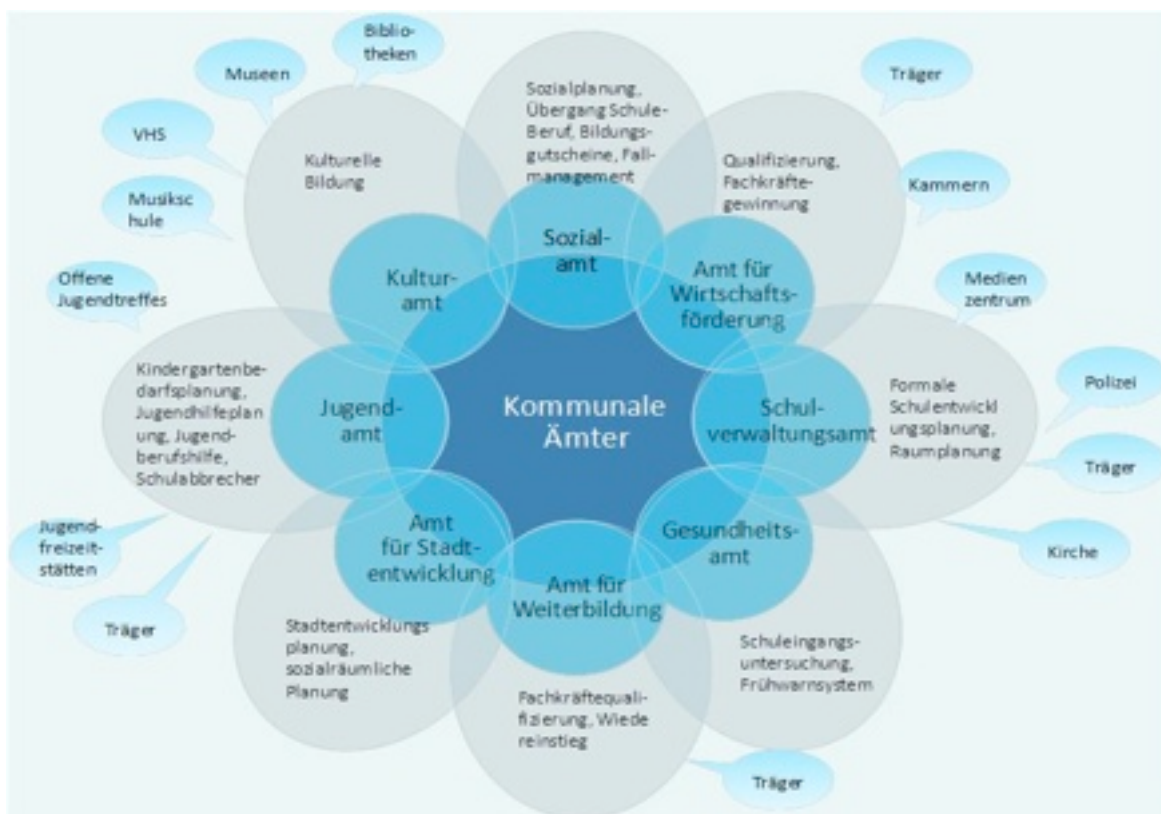 Biblio-
theken
Museen
VHS
Musiksc
hule
Offene
Jugendtreffes
Kulturelle
Bildung
Sozialplanung,
Übergang Schule-
Beruf, Bildungs-
gutscheine, Fall-
management
Qualifizierung,
Fachkräfte-
gewinnung
Träger
Kammern
Medien
zentrum
Sozial-
amt
Kultur-
amt
Amt für
Wirtschafts-
förderung
Kindergartenbe-
darfsplanung,
Jugendhilfeplan
ung, Jugend-
berufshilfe,
Schulabbrecher
Jugend-
amt
Kommunale
Ämter
Schul-
verwaltungsamt
Formale
Schulentwickl
ungsplanung,
Raumplanung
Polizei
Träger
Kirche
Jugend-
freizeit-
stätten
Träger
Amt
für Stadt-
entwicklung
Amt für
Weiterbildung
Gesundheits-
amt
Stadtentwicklungs
planung,
sozialräumliche
Planung
Fachkräftequali-
fizierung, Wiede
reinstieg
Schuleingangs-
untersuchung,
Frühwarnsystem
Träger